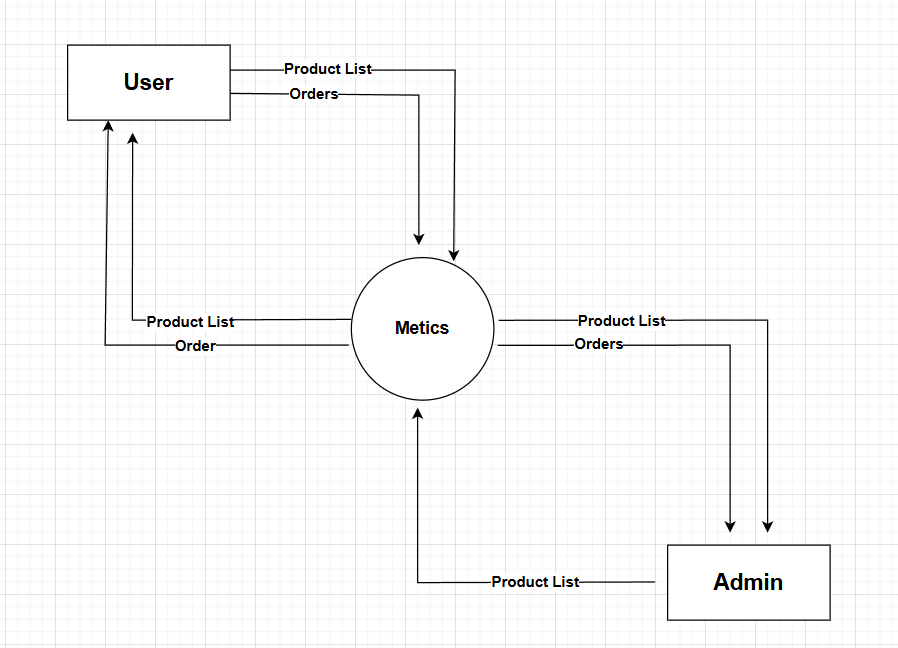 User
Product List
Orders
Product List
Order
Metics
Product List
Orders
Product List
Admin